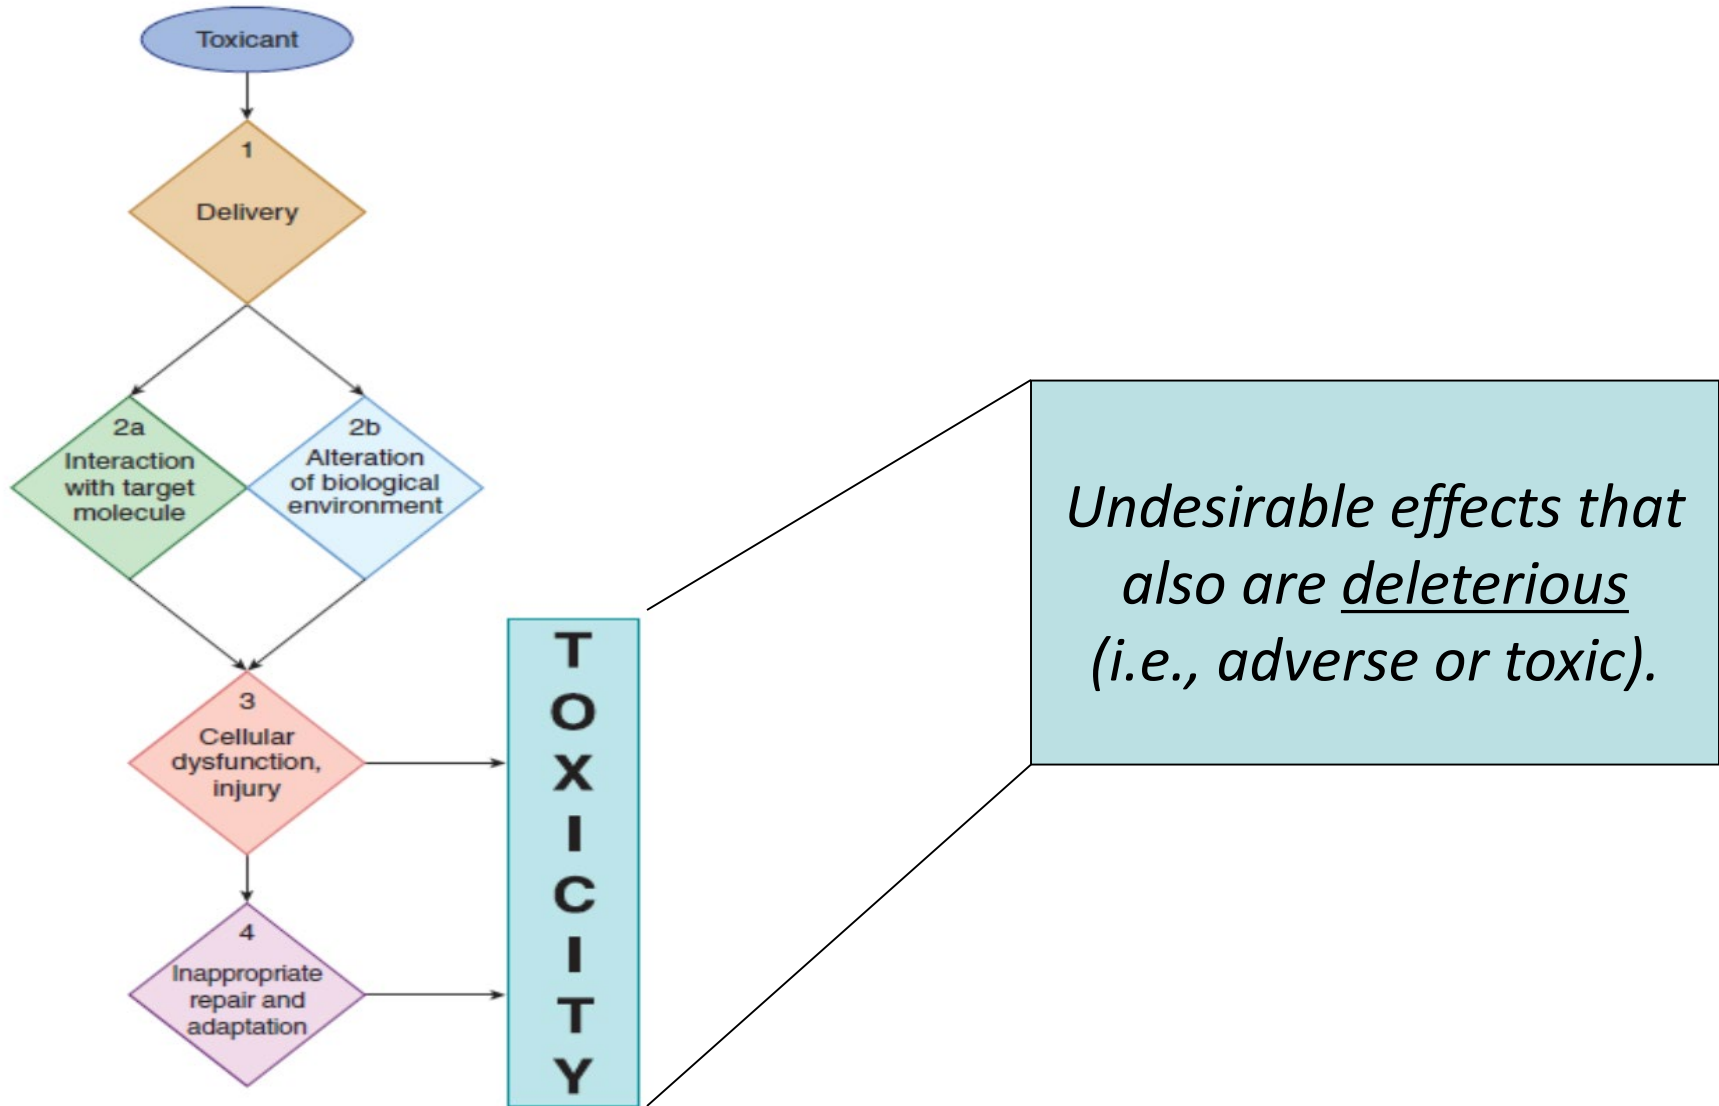 Toxicant
1
Delivery
2a
Interaction
with target
molecule
2b
Alteration
of biological
environment
3
Cellular
dysfunction,
injury
4
Inappropriate
repair and
adaptation
T
O
X
I
C
I
T
Y
Undesirable effects that
also are deleterious
(i.e., adverse or toxic).